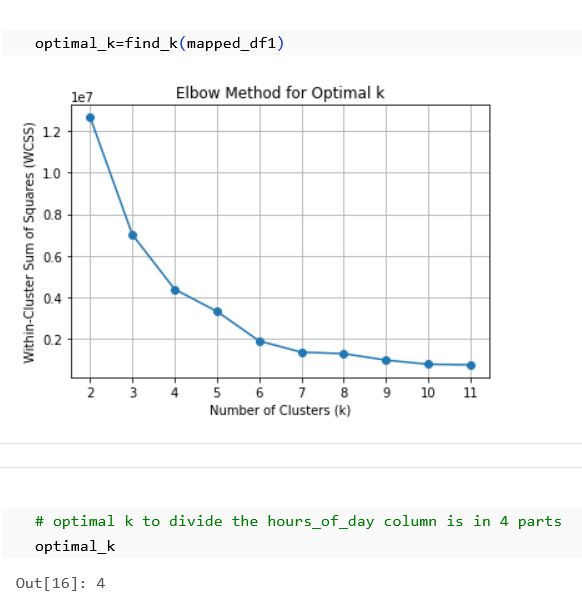 optimal_k=find_k(mapped_df1)
Elbow Method for Optimal k
1e7
1.2
1.0
0.8
0.6
0.4
0.2
Within-Cluster Sum of Squares (WCSS)
2 3 4 5 6 7 8 9 10 11
Number of Clusters (k)
# optimal k to divide the hours_of_day column is in 4 parts
optimal_k
Out[16]: 4